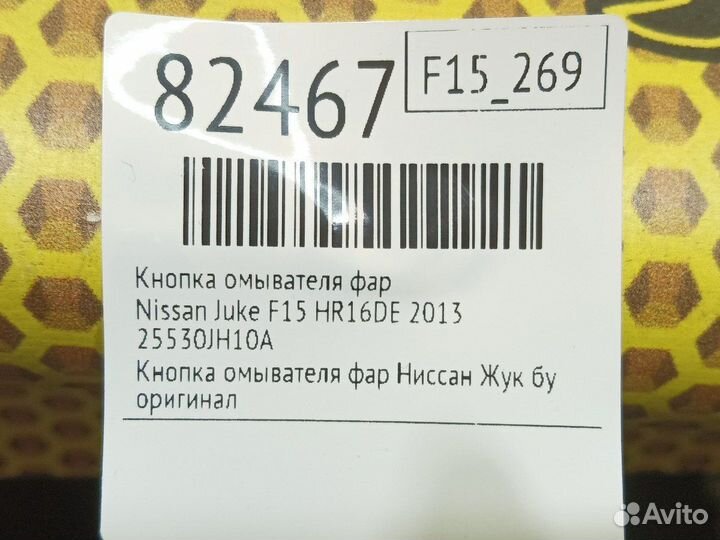 82467
F15_269
Кнопка омывателя фар
Nissan Juke F15 HR16DE 2013
25530JH10A
Кнопка омывателя фар Ниссан Жук бу
оригинал
Avito